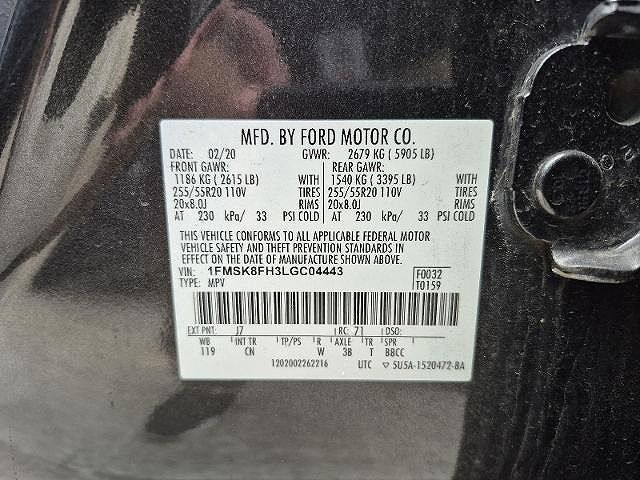 MFD. BY FORD MOTOR CO.
DATE: 02/20 GVWR: 2679 KG ( 5905 LB)
FRONT GAWR: REAR GAWR:
1186 KG ( 2615 LB) WITH 1540 KG ( 3395 LB) WITH
255/55R20 110V TIRES 255/55R20 110V TIRES
20x8.0J RIMS 20x8.0J RIMS
AT 230 kPa/ 33 PSI COLD AT 230 kPa/ 33 PSI COLD
THIS VEHICLE CONFORMS TO ALL APPLICABLE FEDERAL MOTOR
VEHICLE SAFETY AND THEFT PREVENTION STANDARDS IN
EFFECT ON THE DATE OF MANUFACTURE SHOWN ABOVE.
VIN: 1FMSK8FH3LGC04443 F0032
TYPE: MPV T0159
EXT PNT: J7 RC: 71 DSO:
WB INT TR TP/PS R AXLE TR SPR
119 CN W 3B T BBCC
1202002262216 UTC ▽ 5U5A-1520472-BA